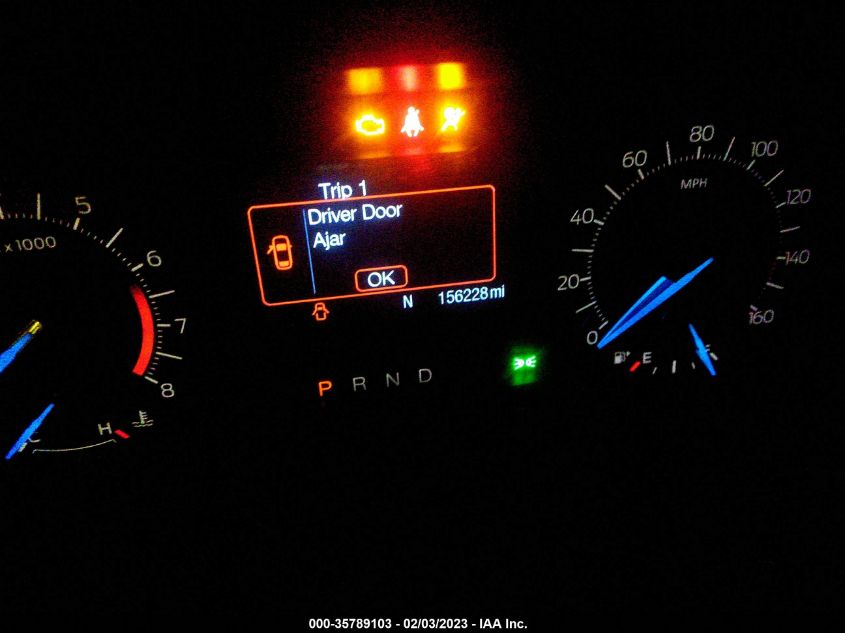 Trip 1
Driver Door
Ajar
OK
N 156228 mi
P R N D
5
x1000
6
7
8
H
0
20
40
60
80
100
120
140
160
MPH
E
000-35789103 - 02/03/2023 - IAA Inc.